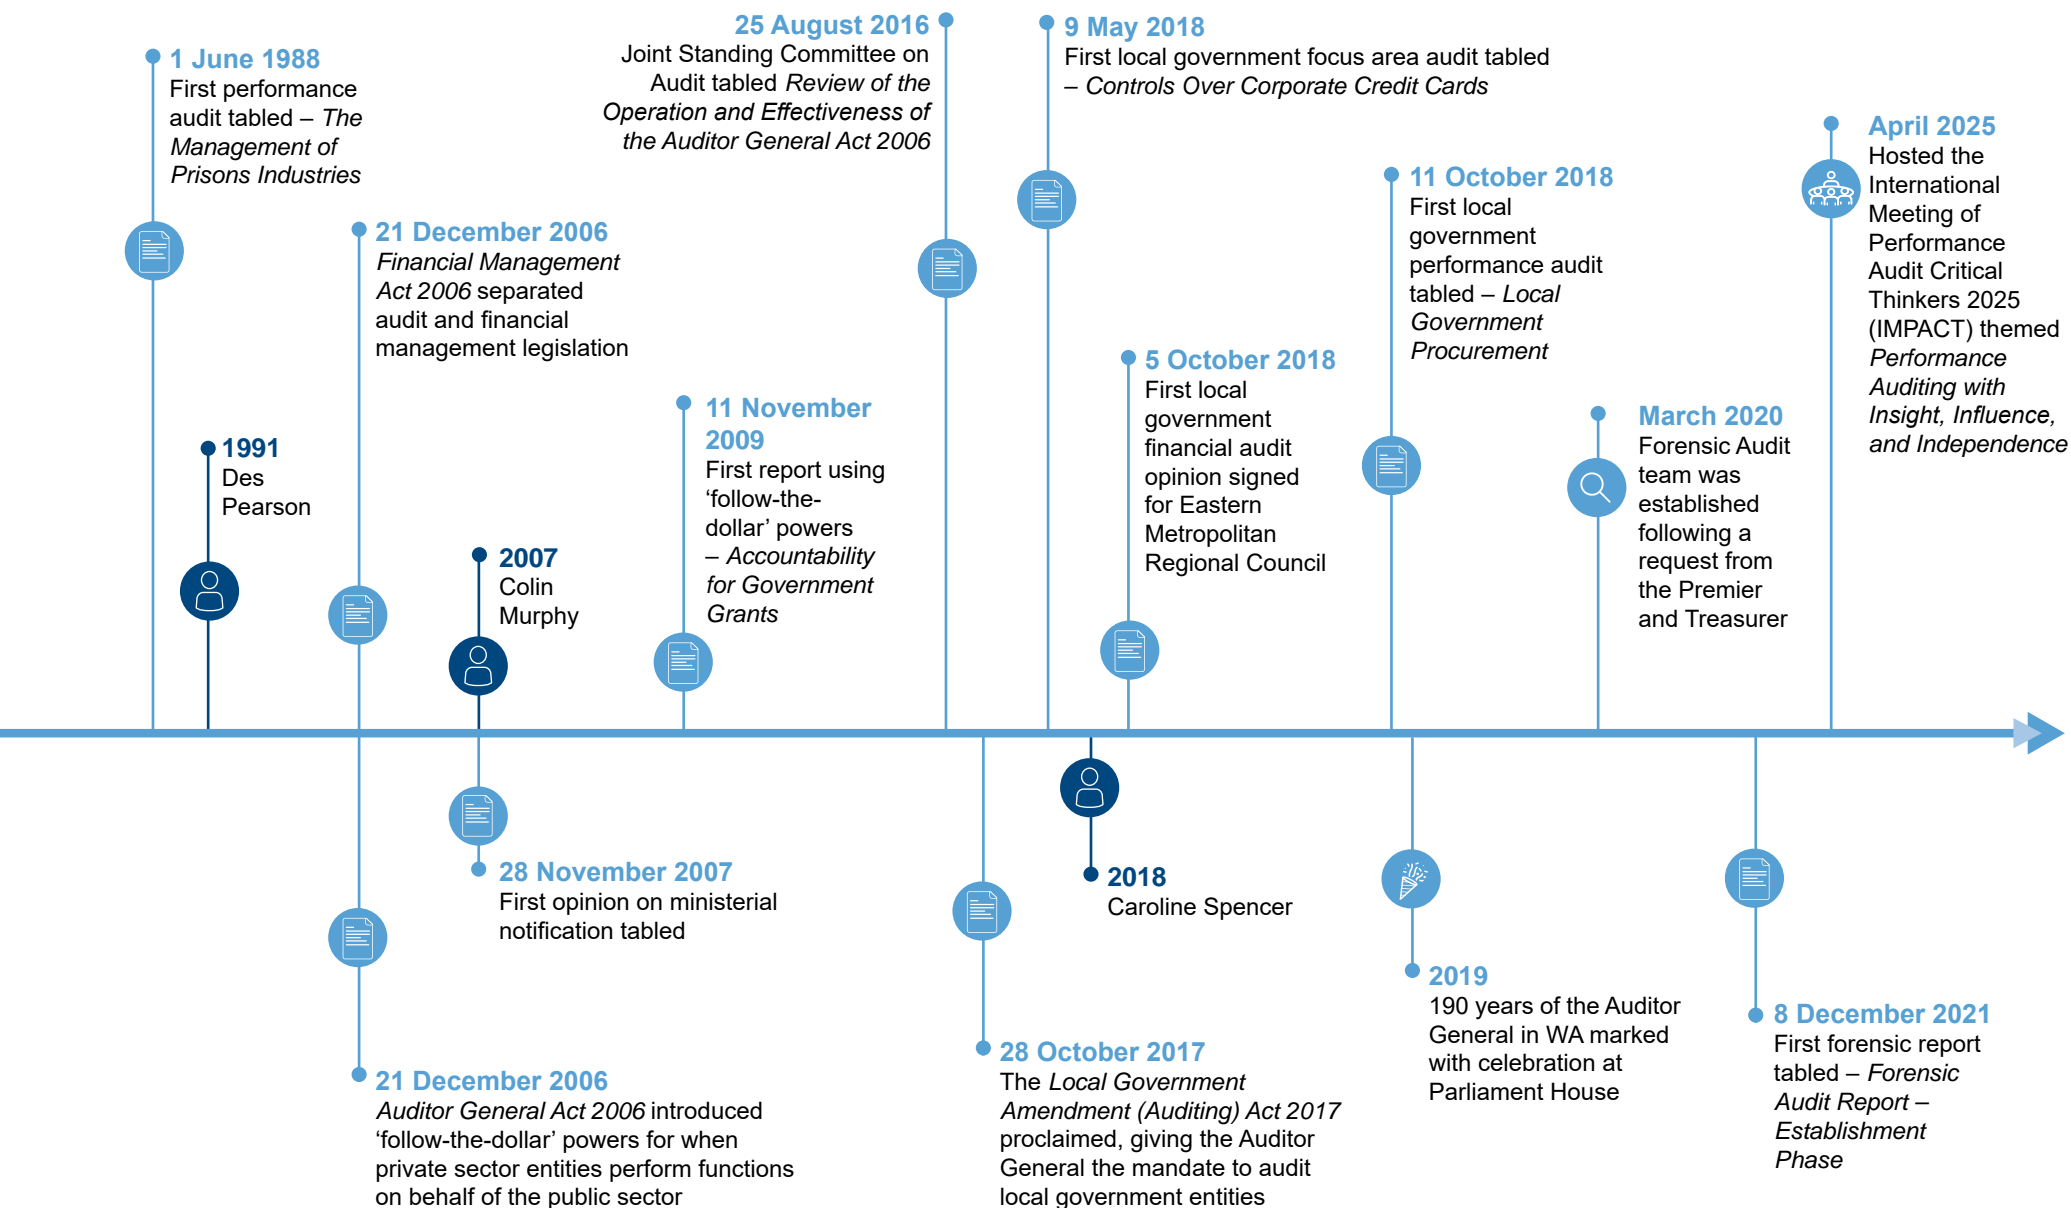 1 June 1988
First performance
audit tabled – The
Management of
Prisons Industries
1991
Des
Pearson
21 December 2006
Financial Management
Act 2006 separated
audit and financial
management legislation
21 December 2006
Auditor General Act 2006 introduced
‘follow-the-dollar’ powers for when
private sector entities perform functions
on behalf of the public sector
2007
Colin
Murphy
28 November 2007
First opinion on ministerial
notification tabled
11 November
2009
First report using
‘follow-the-
dollar’ powers
– Accountability
for Government
Grants
25 August 2016
Joint Standing Committee on
Audit tabled Review of the
Operation and Effectiveness of
the Auditor General Act 2006
28 October 2017
The Local Government
Amendment (Auditing) Act 2017
proclaimed, giving the Auditor
General the mandate to audit
local government entities
9 May 2018
First local government focus area audit tabled
– Controls Over Corporate Credit Cards
2018
Caroline Spencer
5 October 2018
First local
government
financial audit
opinion signed
for Eastern
Metropolitan
Regional Council
11 October 2018
First local
government
performance audit
tabled – Local
Government
Procurement
2019
190 years of the Auditor
General in WA marked
with celebration at
Parliament House
March 2020
Forensic Audit
team was
established
following a
request from
the Premier
and Treasurer
8 December 2021
First forensic report
tabled – Forensic
Audit Report –
Establishment
Phase
April 2025
Hosted the
International
Meeting of
Performance
Audit Critical
Thinkers 2025
(IMPACT) themed
Performance
Auditing with
Insight, Influence,
and Independence